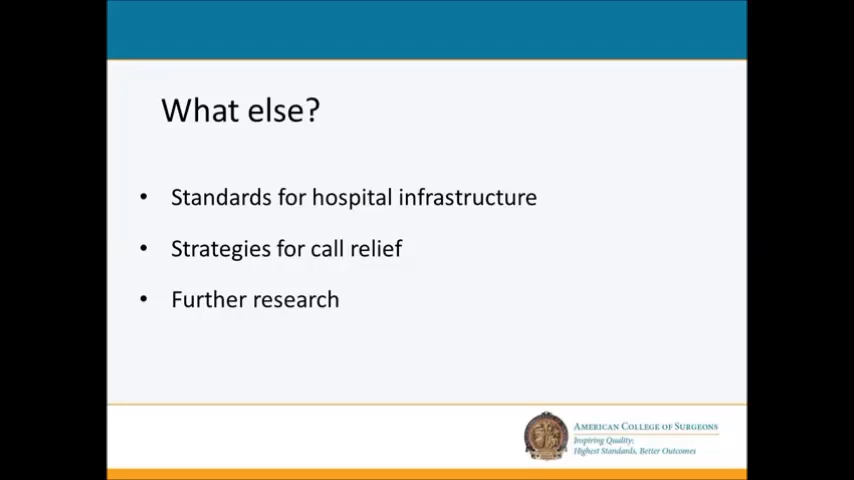 What else?
• Standards for hospital infrastructure
• Strategies for call relief
• Further research
AMERICAN COLLEGE OF SURGEONS
Inspiring Quality:
Highest Standards, Better Outcomes